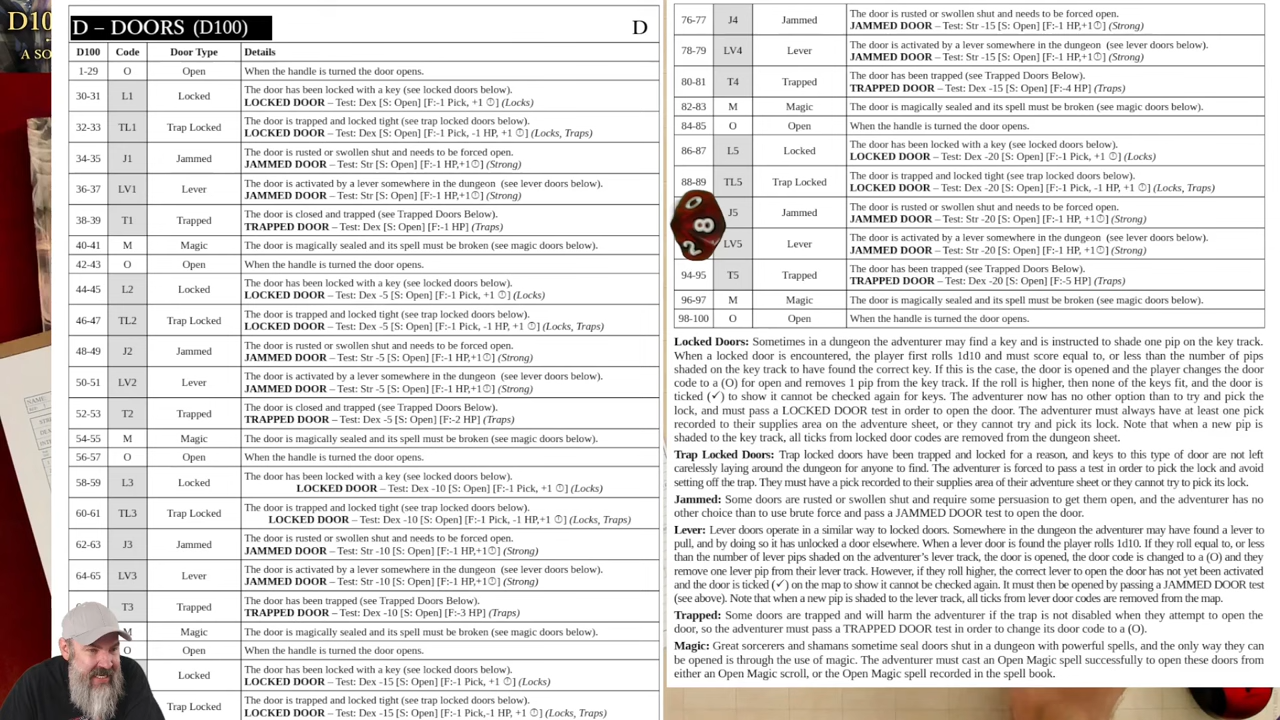 D10
A SO
D – DOORS (D100) D
D100 Code Door Type Details
1-29 O Open When the handle is turned the door opens.
30-31 L1 Locked The door has been locked with a key (see locked doors below).
LOCKED DOOR – Test: Dex [S: Open] [F:-1 Pick, +1 ⏱] (Locks)
32-33 TL1 Trap Locked The door is trapped and locked tight (see trap locked doors below).
LOCKED DOOR – Test: Dex [S: Open] [F:-1 Pick, -1 HP, +1 ⏱] (Locks, Traps)
34-35 J1 Jammed The door is rusted or swollen shut and needs to be forced open.
JAMMED DOOR – Test: Str [S: Open] [F:-1 HP,+1⏱] (Strong)
36-37 LV1 Lever The door is activated by a lever somewhere in the dungeon (see lever doors below).
JAMMED DOOR – Test: Str [S: Open] [F:-1 HP,+1⏱] (Strong)
38-39 T1 Trapped The door is closed and trapped (see Trapped Doors Below).
TRAPPED DOOR – Test: Dex [S: Open] [F:-1 HP] (Traps)
40-41 M Magic The door is magically sealed and its spell must be broken (see magic doors below).
42-43 O Open When the handle is turned the door opens.
44-45 L2 Locked The door has been locked with a key (see locked doors below).
LOCKED DOOR – Test: Dex -5 [S: Open] [F:-1 Pick, +1 ⏱] (Locks)
46-47 TL2 Trap Locked The door is trapped and locked tight (see trap locked doors below).
LOCKED DOOR – Test: Dex -5 [S: Open] [F:-1 Pick, -1 HP, +1 ⏱] (Locks, Traps)
48-49 J2 Jammed The door is rusted or swollen shut and needs to be forced open.
JAMMED DOOR – Test: Str -5 [S: Open] [F:-1 HP,+1⏱] (Strong)
50-51 LV2 Lever The door is activated by a lever somewhere in the dungeon (see lever doors below).
JAMMED DOOR – Test: Str -5 [S: Open] [F:-1 HP,+1⏱] (Strong)
52-53 T2 Trapped The door is closed and trapped (see Trapped Doors Below).
TRAPPED DOOR – Test: Dex -5 [S: Open] [F:-2 HP] (Traps)
54-55 M Magic The door is magically sealed and its spell must be broken (see magic doors below).
56-57 O Open When the handle is turned the door opens.
58-59 L3 Locked The door has been locked with a key (see locked doors below).
LOCKED DOOR – Test: Dex -10 [S: Open] [F:-1 Pick, +1 ⏱] (Locks)
60-61 TL3 Trap Locked The door is trapped and locked tight (see trap locked doors below).
LOCKED DOOR – Test: Dex -10 [S: Open] [F:-1 Pick, -1 HP,+1 ⏱] (Locks, Traps)
62-63 J3 Jammed The door is rusted or swollen shut and needs to be forced open.
JAMMED DOOR – Test: Str -10 [S: Open] [F:-1 HP,+1⏱] (Strong)
64-65 LV3 Lever The door is activated by a lever somewhere in the dungeon (see lever doors below).
JAMMED DOOR – Test: Str -10 [S: Open] [F:-1 HP,+1⏱] (Strong)
T3 Trapped The door has been trapped (see Trapped Doors Below).
TRAPPED DOOR – Test: Dex -10 [S: Open] [F:-3 HP] (Traps)
M Magic The door is magically sealed and its spell must be broken (see magic doors below).
O Open When the handle is turned the door opens.
Locked The door has been locked with a key (see locked doors below).
LOCKED DOOR – Test: Dex -15 [S: Open] [F:-1 Pick, +1 ⏱] (Locks)
Trap Locked The door is trapped and locked tight (see trap locked doors below).
LOCKED DOOR – Test: Dex -15 [S: Open] [F:-1 Pick,-1 HP, +1 ⏱] (Locks, Traps)
76-77 J4 Jammed The door is rusted or swollen shut and needs to be forced open.
JAMMED DOOR – Test: Str -15 [S: Open] [F:-1 HP,+1⏱] (Strong)
78-79 LV4 Lever The door is activated by a lever somewhere in the dungeon (see lever doors below).
JAMMED DOOR – Test: Str -15 [S: Open] [F:-1 HP,+1⏱] (Strong)
80-81 T4 Trapped The door has been trapped (see Trapped Doors Below).
TRAPPED DOOR – Test: Dex -15 [S: Open] [F:-4 HP] (Traps)
82-83 M Magic The door is magically sealed and its spell must be broken (see magic doors below).
84-85 O Open When the handle is turned the door opens.
86-87 L5 Locked The door has been locked with a key (see locked doors below).
LOCKED DOOR – Test: Dex -20 [S: Open] [F:-1 Pick, +1 ⏱] (Locks)
88-89 TL5 Trap Locked The door is trapped and locked tight (see trap locked doors below).
LOCKED DOOR – Test: Dex -20 [S: Open] [F:-1 Pick, -1 HP, +1 ⏱] (Locks, Traps)
J5 Jammed The door is rusted or swollen shut and needs to be forced open.
JAMMED DOOR – Test: Str -20 [S: Open] [F:-1 HP, +1⏱] (Strong)
LV5 Lever The door is activated by a lever somewhere in the dungeon (see lever doors below).
JAMMED DOOR – Test: Str -20 [S: Open] [F:-1 HP, +1⏱] (Strong)
94-95 T5 Trapped The door has been trapped (see Trapped Doors Below).
TRAPPED DOOR – Test: Dex -20 [S: Open] [F:-5 HP] (Traps)
96-97 M Magic The door is magically sealed and its spell must be broken (see magic doors below).
98-100 O Open When the handle is turned the door opens.
0
8
2
Locked Doors: Sometimes in a dungeon the adventurer may find a key and is instructed to shade one pip on the key track.
When a locked door is encountered, the player first rolls 1d10 and must score equal to, or less than the number of pips
shaded on the key track to have found the correct key. If this is the case, the door is opened and the player changes the door
code to a (O) for open and removes 1 pip from the key track. If the roll is higher, then none of the keys fit, and the door is
ticked (✓) to show it cannot be checked again for keys. The adventurer now has no other option than to try and pick the
lock, and must pass a LOCKED DOOR test in order to open the door. The adventurer must always have at least one pick
recorded to their supplies area on the adventure sheet, or they cannot try and pick its lock. Note that when a new pip is
shaded to the key track, all ticks from locked door codes are removed from the dungeon sheet.
Trap Locked Doors: Trap locked doors have been trapped and locked for a reason, and keys to this type of door are not left
carelessly laying around the dungeon for anyone to find. The adventurer is forced to pass a test in order to pick the lock and avoid
setting off the trap. They must have a pick recorded to their supplies area of their adventure sheet or they cannot try to pick its lock.
Jammed: Some doors are rusted or swollen shut and require some persuasion to get them open, and the adventurer has no
other choice than to use brute force and pass a JAMMED DOOR test to open the door.
Lever: Lever doors operate in a similar way to locked doors. Somewhere in the dungeon the adventurer may have found a lever to
pull, and by doing so it has unlocked a door elsewhere. When a lever door is found the player rolls 1d10. If they roll equal to, or less
than the number of lever pips shaded on the adventurer’s lever track, the door is opened, the door code is changed to a (O) and they
remove one lever pip from their lever track. However, if they roll higher, the correct lever to open the door has not yet been activated
and the door is ticked (✓) on the map to show it cannot be checked again. It must then be opened by passing a JAMMED DOOR test
(see above). Note that when a new pip is shaded to the lever track, all ticks from lever door codes are removed from the map.
Trapped: Some doors are trapped and will harm the adventurer if the trap is not disabled when they attempt to open the
door, so the adventurer must pass a TRAPPED DOOR test in order to change its door code to a (O).
Magic: Great sorcerers and shamans sometime seal doors shut in a dungeon with powerful spells, and the only way they can
be opened is through the use of magic. The adventurer must cast an Open Magic spell successfully to open these doors from
either an Open Magic scroll, or the Open Magic spell recorded in the spell book.